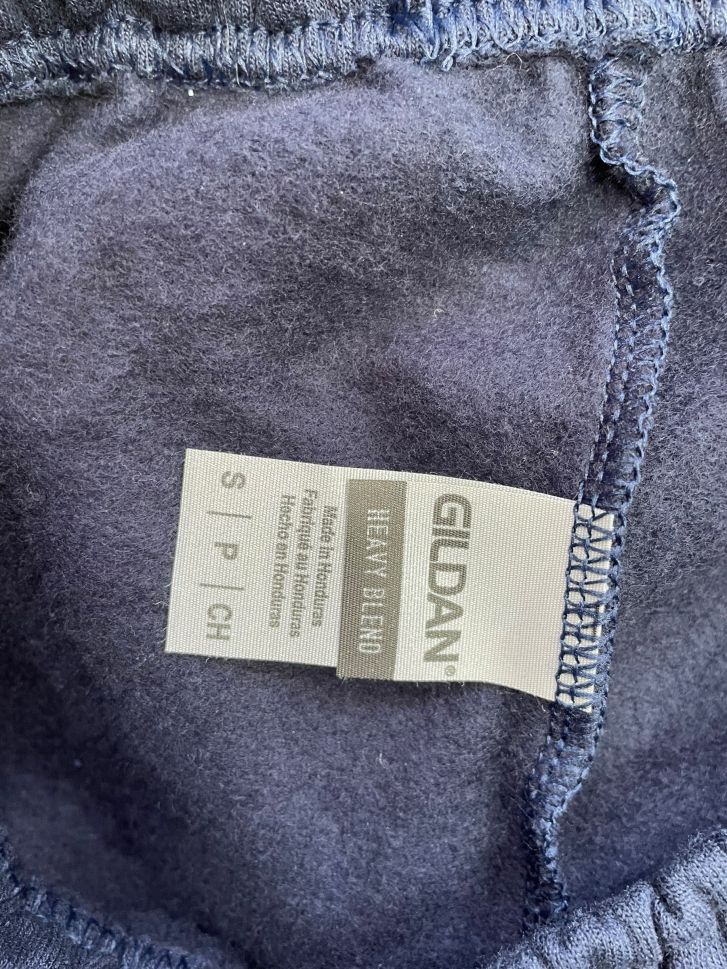 GILDAN®
HEAVY BLEND
Made in Honduras
Fabriqué au Honduras
Hecho en Honduras
S | P | CH